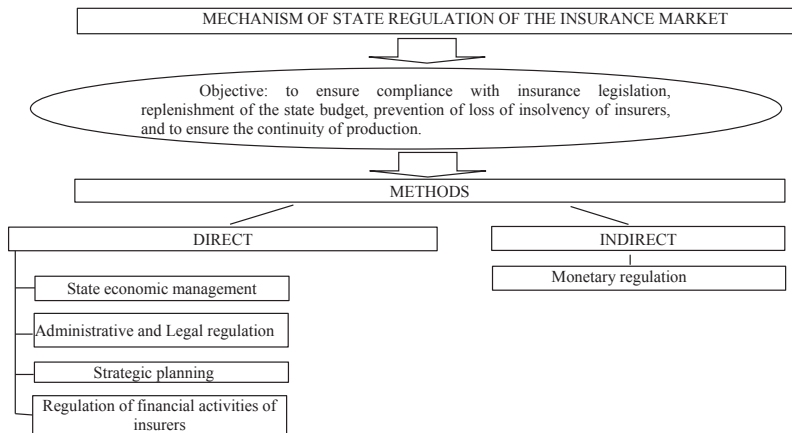 MECHANISM OF STATE REGULATION OF THE INSURANCE MARKET
Objective: to ensure compliance with insurance legislation,
replenishment of the state budget, prevention of loss of insolvency of insurers,
and to ensure the continuity of production.
METHODS
DIRECT
INDIRECT
State economic management
Monetary regulation
Administrative and Legal regulation
Strategic planning
Regulation of financial activities of
insurers